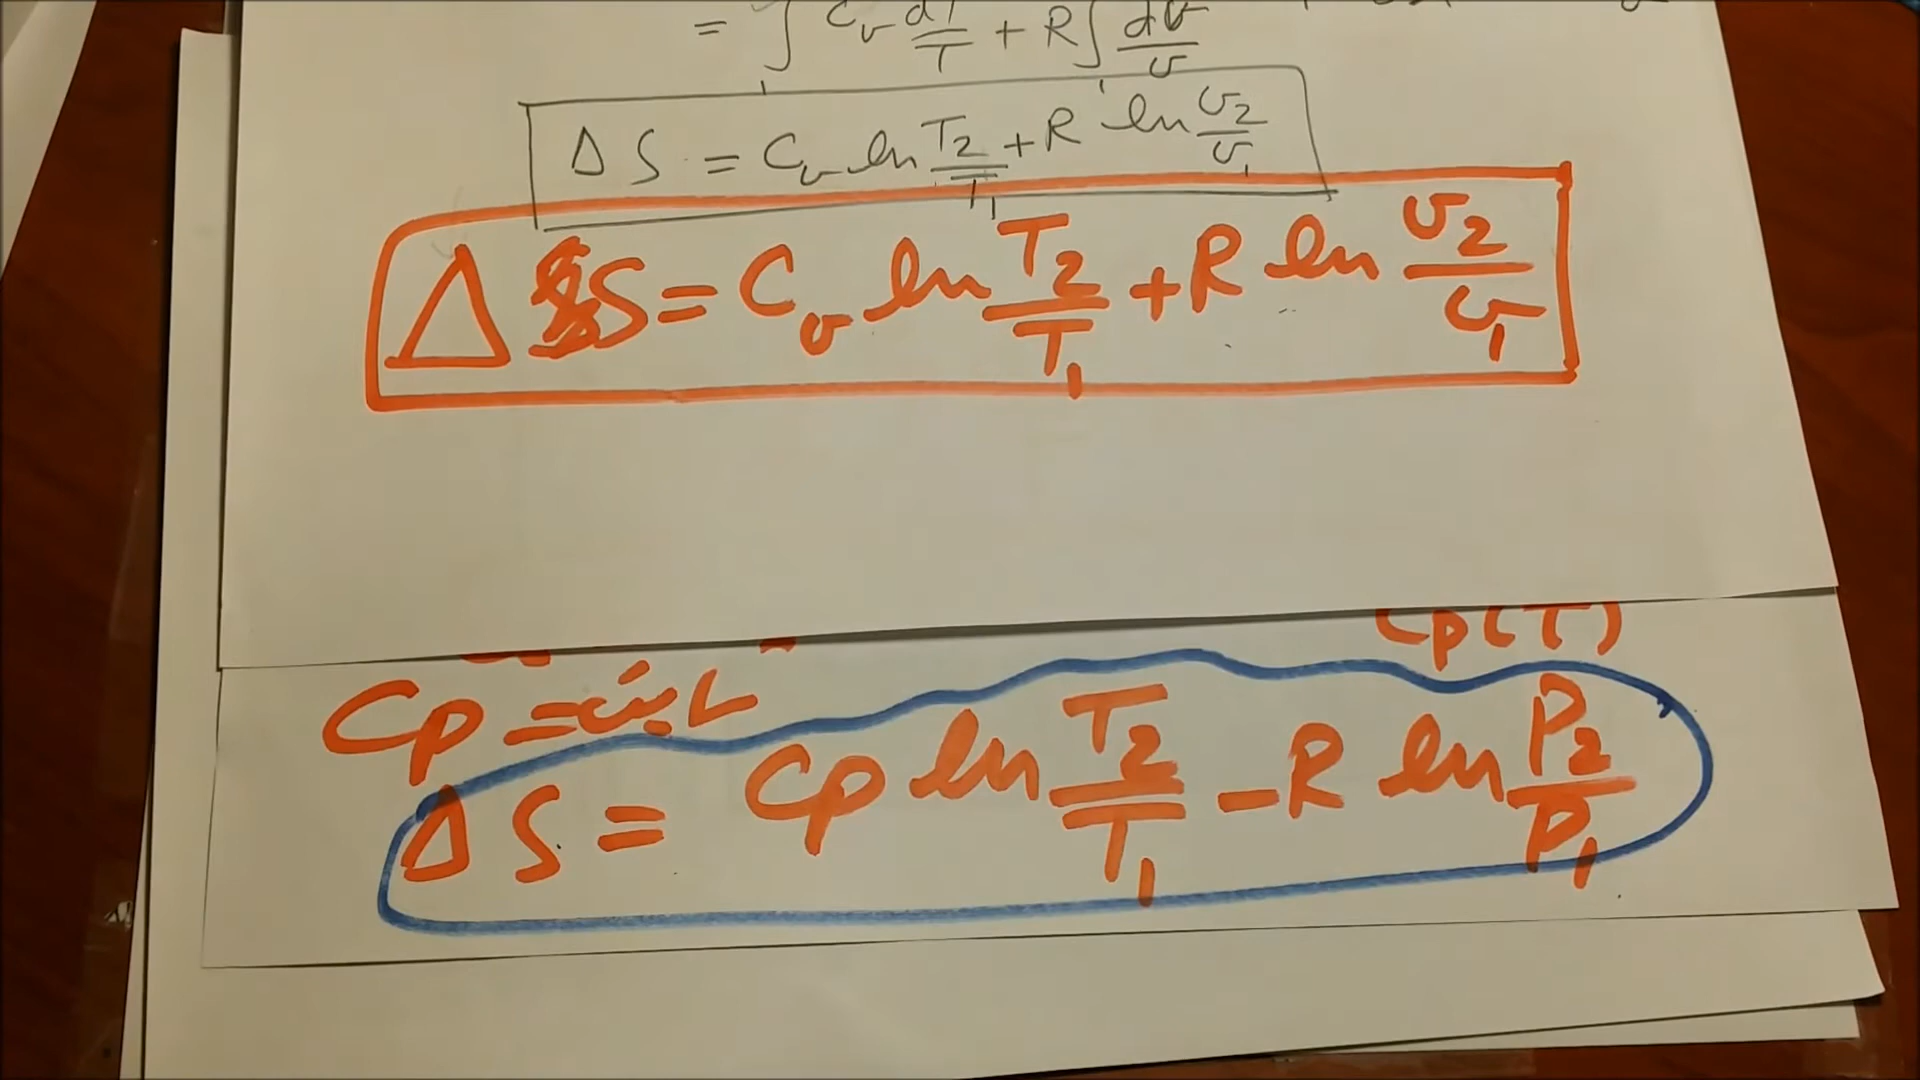 = ∫ Cv dT/T + R ∫ dv/v
ΔS = Cv ln T2/T1 + R ln v2/v1
ΔS = Cv ln T2/T1 + R ln v2/v1
Cp(T)
Cp =
ΔS = Cp ln T2/T1 - R ln P2/P1